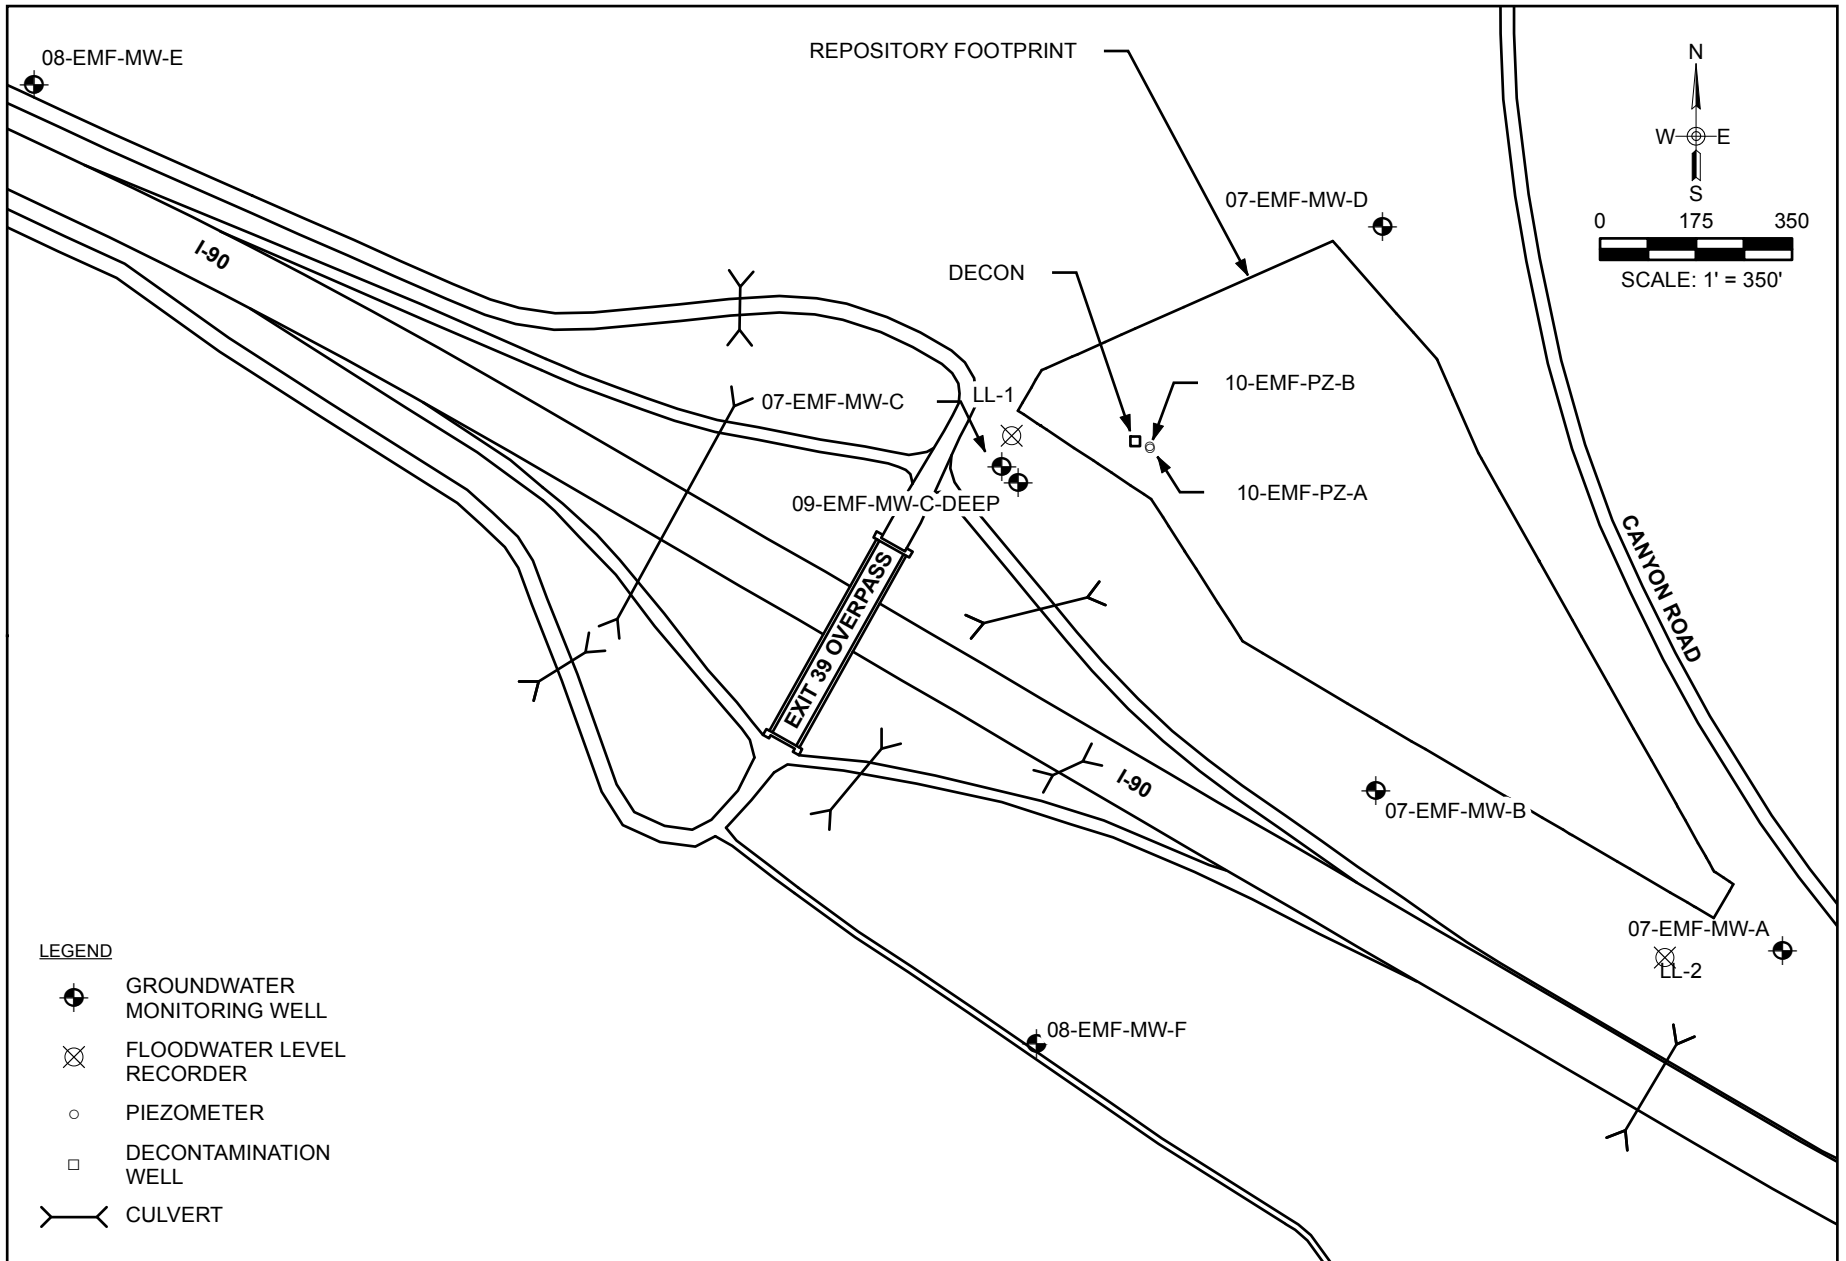 08-EMF-MW-E
REPOSITORY FOOTPRINT
N
W E
S
0 175 350
SCALE: 1' = 350'
07-EMF-MW-D
I-90
DECON
10-EMF-PZ-B
07-EMF-MW-C
LL-1
10-EMF-PZ-A
09-EMF-MW-C-DEEP
CANYON ROAD
EXIT 39 OVERPASS
I-90
07-EMF-MW-B
07-EMF-MW-A
LL-2
08-EMF-MW-F
LEGEND
GROUNDWATER
MONITORING WELL
FLOODWATER LEVEL
RECORDER
PIEZOMETER
DECONTAMINATION
WELL
CULVERT